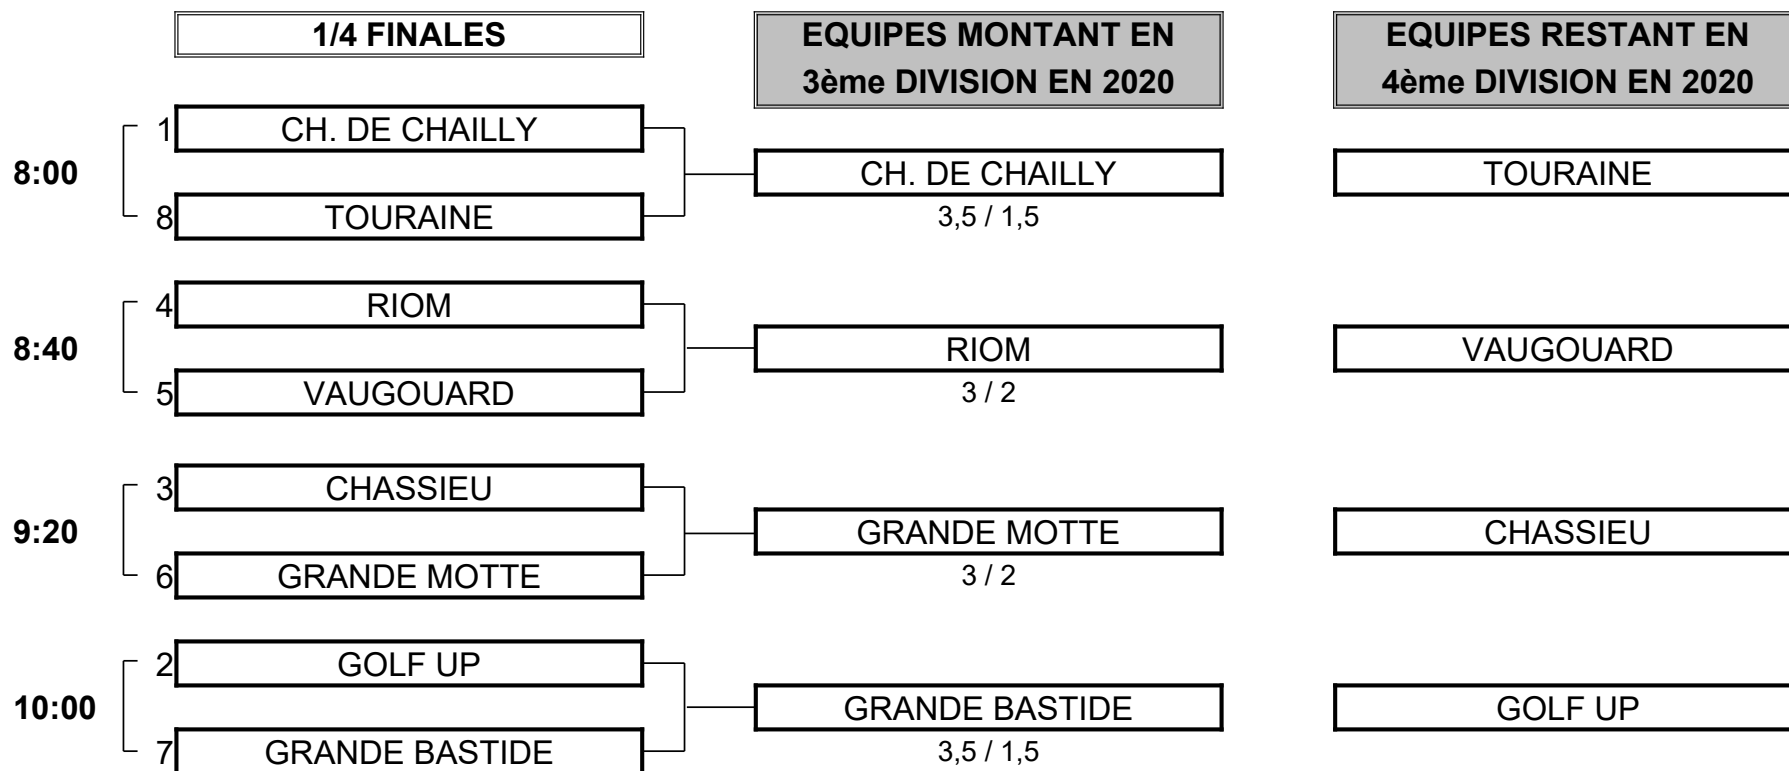 1/4 FINALES
EQUIPES MONTANT EN
3ème DIVISION EN 2020
EQUIPES RESTANT EN
4ème DIVISION EN 2020
1 CH. DE CHAILLY
8:00
CH. DE CHAILLY
TOURAINE
8 TOURAINE
3,5 / 1,5
4 RIOM
8:40
RIOM
VAUGOUARD
5 VAUGOUARD
3 / 2
3 CHASSIEU
9:20
GRANDE MOTTE
CHASSIEU
6 GRANDE MOTTE
3 / 2
2 GOLF UP
10:00
GRANDE BASTIDE
GOLF UP
7 GRANDE BASTIDE
3,5 / 1,5